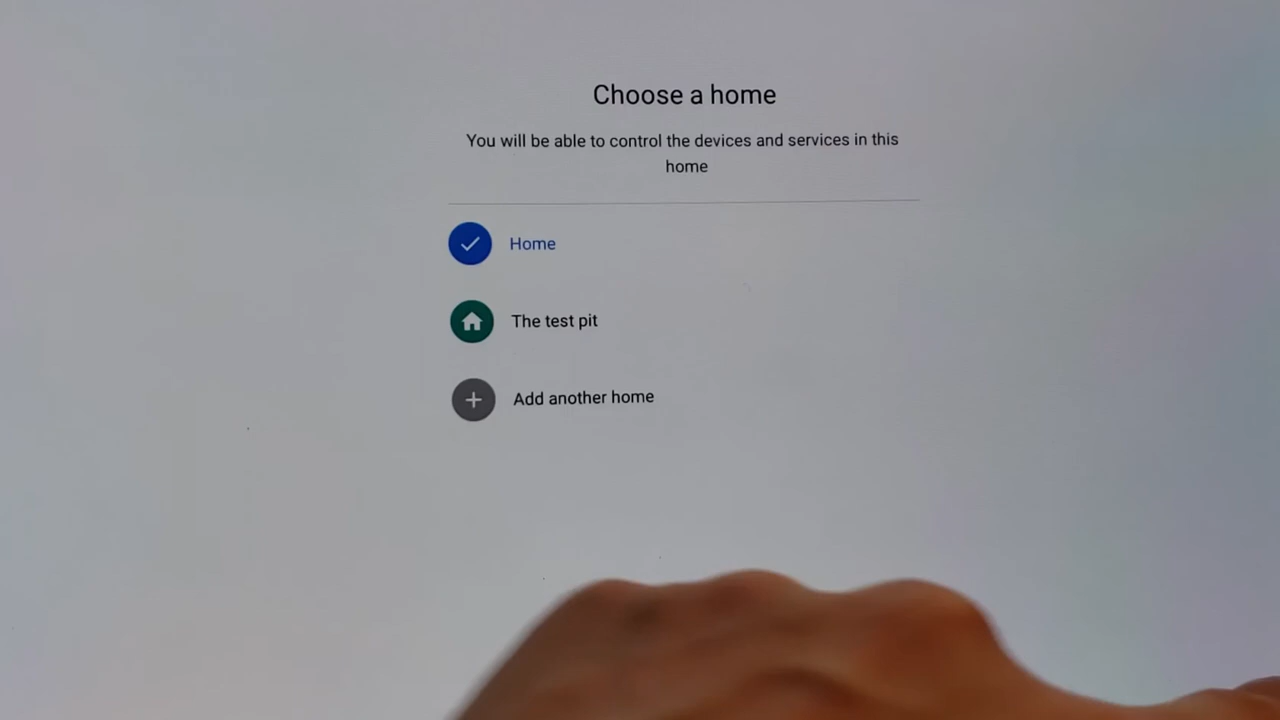 Choose a home
You will be able to control the devices and services in this
home
Home
The test pit
Add another home